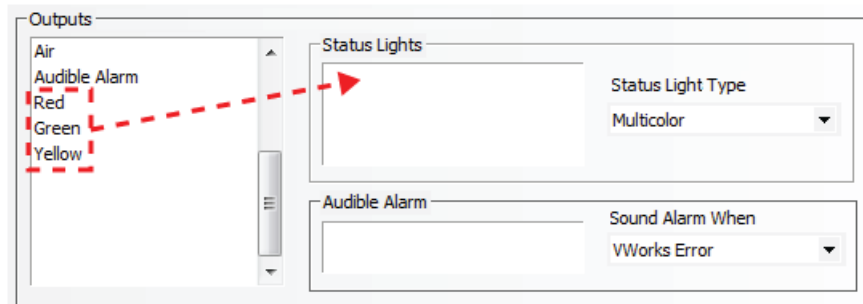 Outputs
Air
Audible Alarm
Red
Green
Yellow
Status Lights
Status Light Type
Multicolor
Audible Alarm
Sound Alarm When
VWorks Error